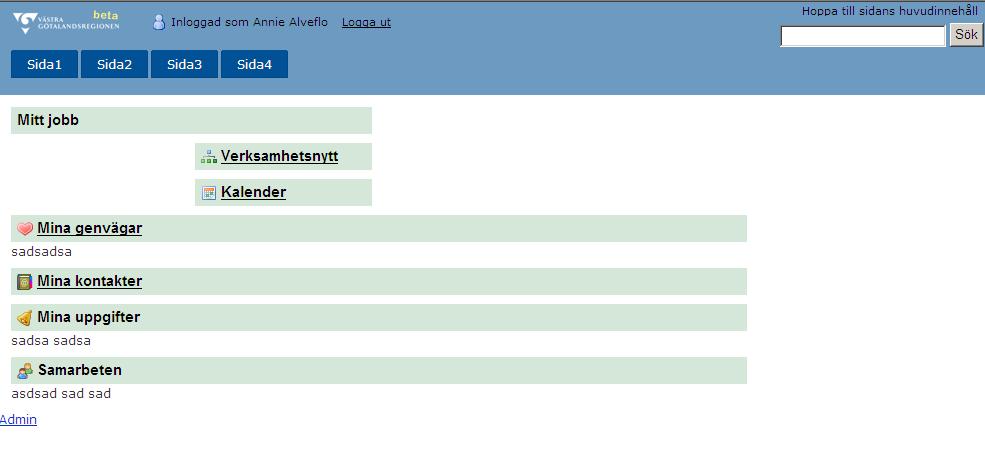 VÄSTRA
GÖTALANDSREGIONEN
beta
Inloggad som Annie Alveflo
Logga ut
Hoppa till sidans huvudinnehåll
Sök
Sida1 Sida2 Sida3 Sida4
Mitt jobb
Verksamhetsnytt
Kalender
Mina genvägar
sadsadsa
Mina kontakter
Mina uppgifter
sadsa sadsa
Samarbeten
asdsad sad sad
Admin